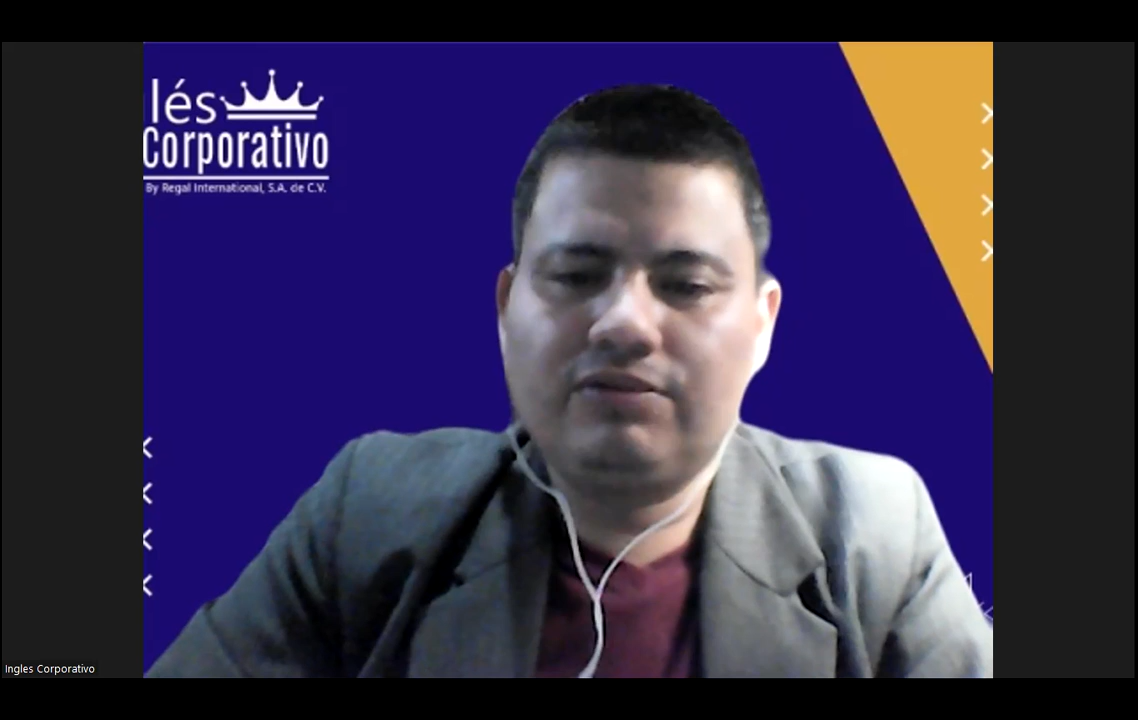 lés
Corporativo
By Regal International, S.A. de C.V.
Ingles Corporativo